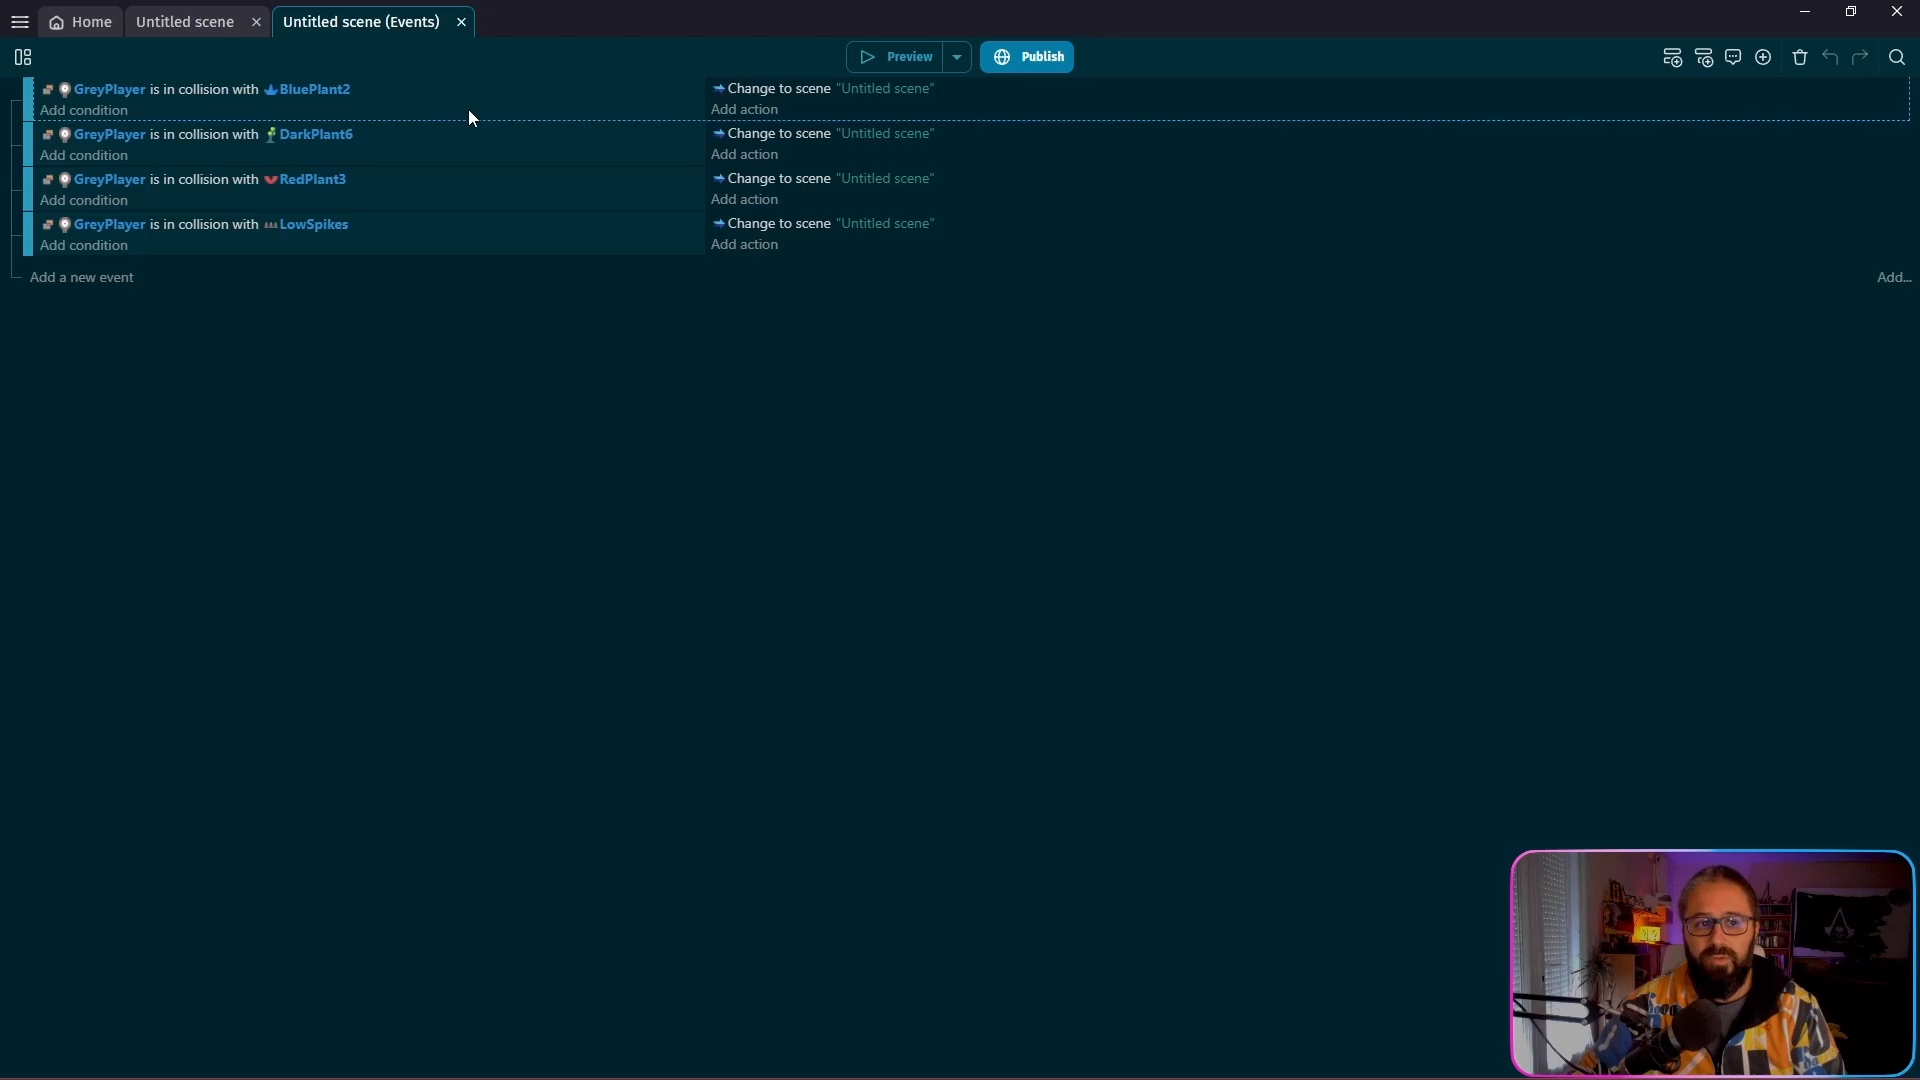 Home
Untitled scene
Untitled scene (Events)
Preview
Publish
GreyPlayer is in collision with BluePlant2
Change to scene "Untitled scene"
Add condition
Add action
GreyPlayer is in collision with DarkPlant6
Change to scene "Untitled scene"
Add condition
Add action
GreyPlayer is in collision with RedPlant3
Change to scene "Untitled scene"
Add condition
Add action
GreyPlayer is in collision with LowSpikes
Change to scene "Untitled scene"
Add condition
Add action
Add a new event
Add...